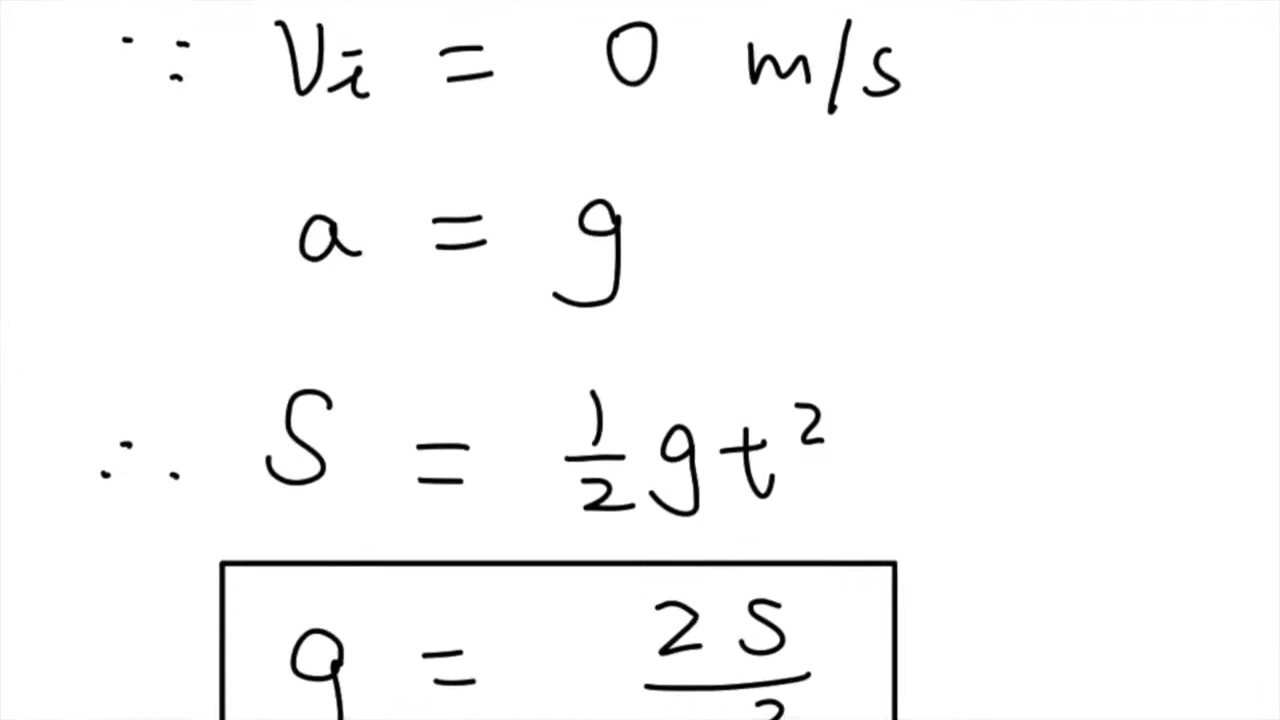 ∵ Vi = 0 m/s
a = g
∴ S = 1/2 gt²
g = 2S/